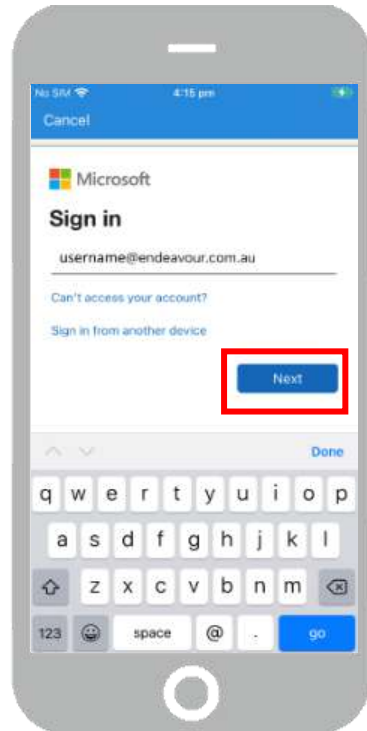 No SIM 4:15 pm
Cancel
Microsoft
Sign in
username@endeavour.com.au
Can't access your account?
Sign in from another device
Next
Done
q w e r t y u i o p
a s d f g h j k l
z x c v b n m
123 space @ . go